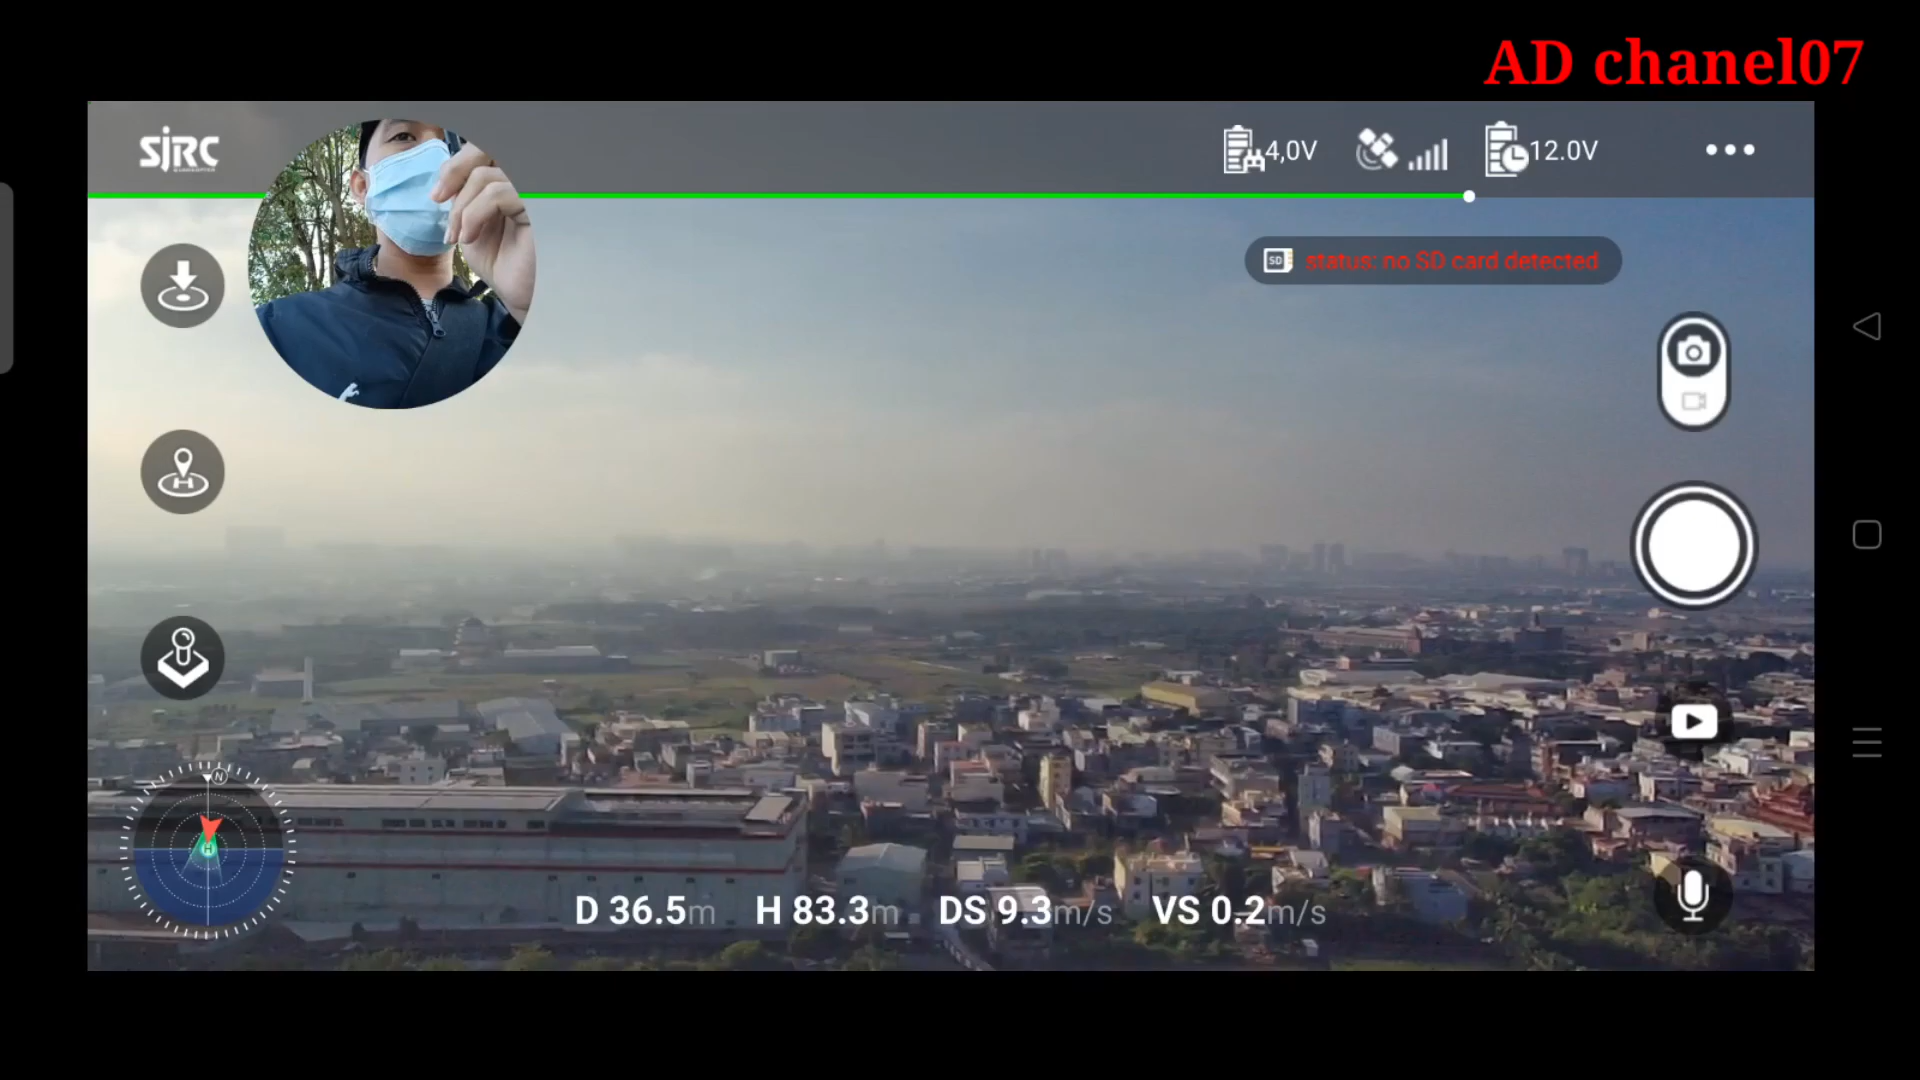 AD chanel07
SJRC
4,0V
12.0V
SD status: no SD card detected
N
H
D 36.5m H 83.3m DS 9.3m/s VS 0.2m/s